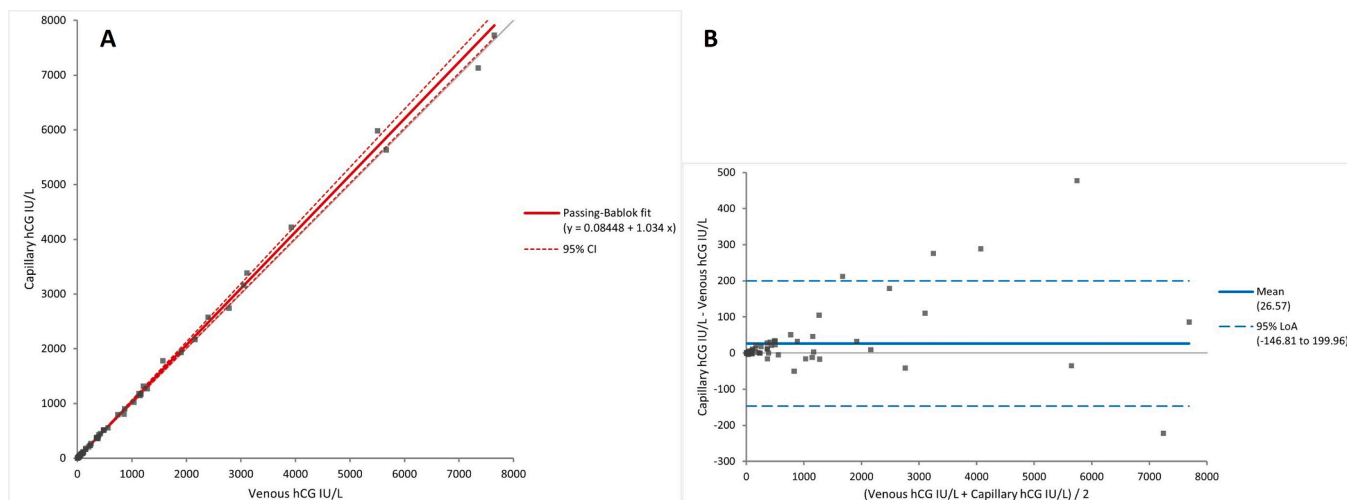 A
8000
7000
6000
5000
4000
3000
2000
1000
0
Capillary hCG IU/L
0 1000 2000 3000 4000 5000 6000 7000 8000
Venous hCG IU/L
Passing-Bablok fit
(y = 0.08448 + 1.034 x)
95% CI
B
500
400
300
200
100
0
-100
-200
-300
Capillary hCG IU/L - Venous hCG IU/L
0 1000 2000 3000 4000 5000 6000 7000 8000
(Venous hCG IU/L + Capillary hCG IU/L) / 2
Mean
(26.57)
95% LoA
(-146.81 to 199.96)